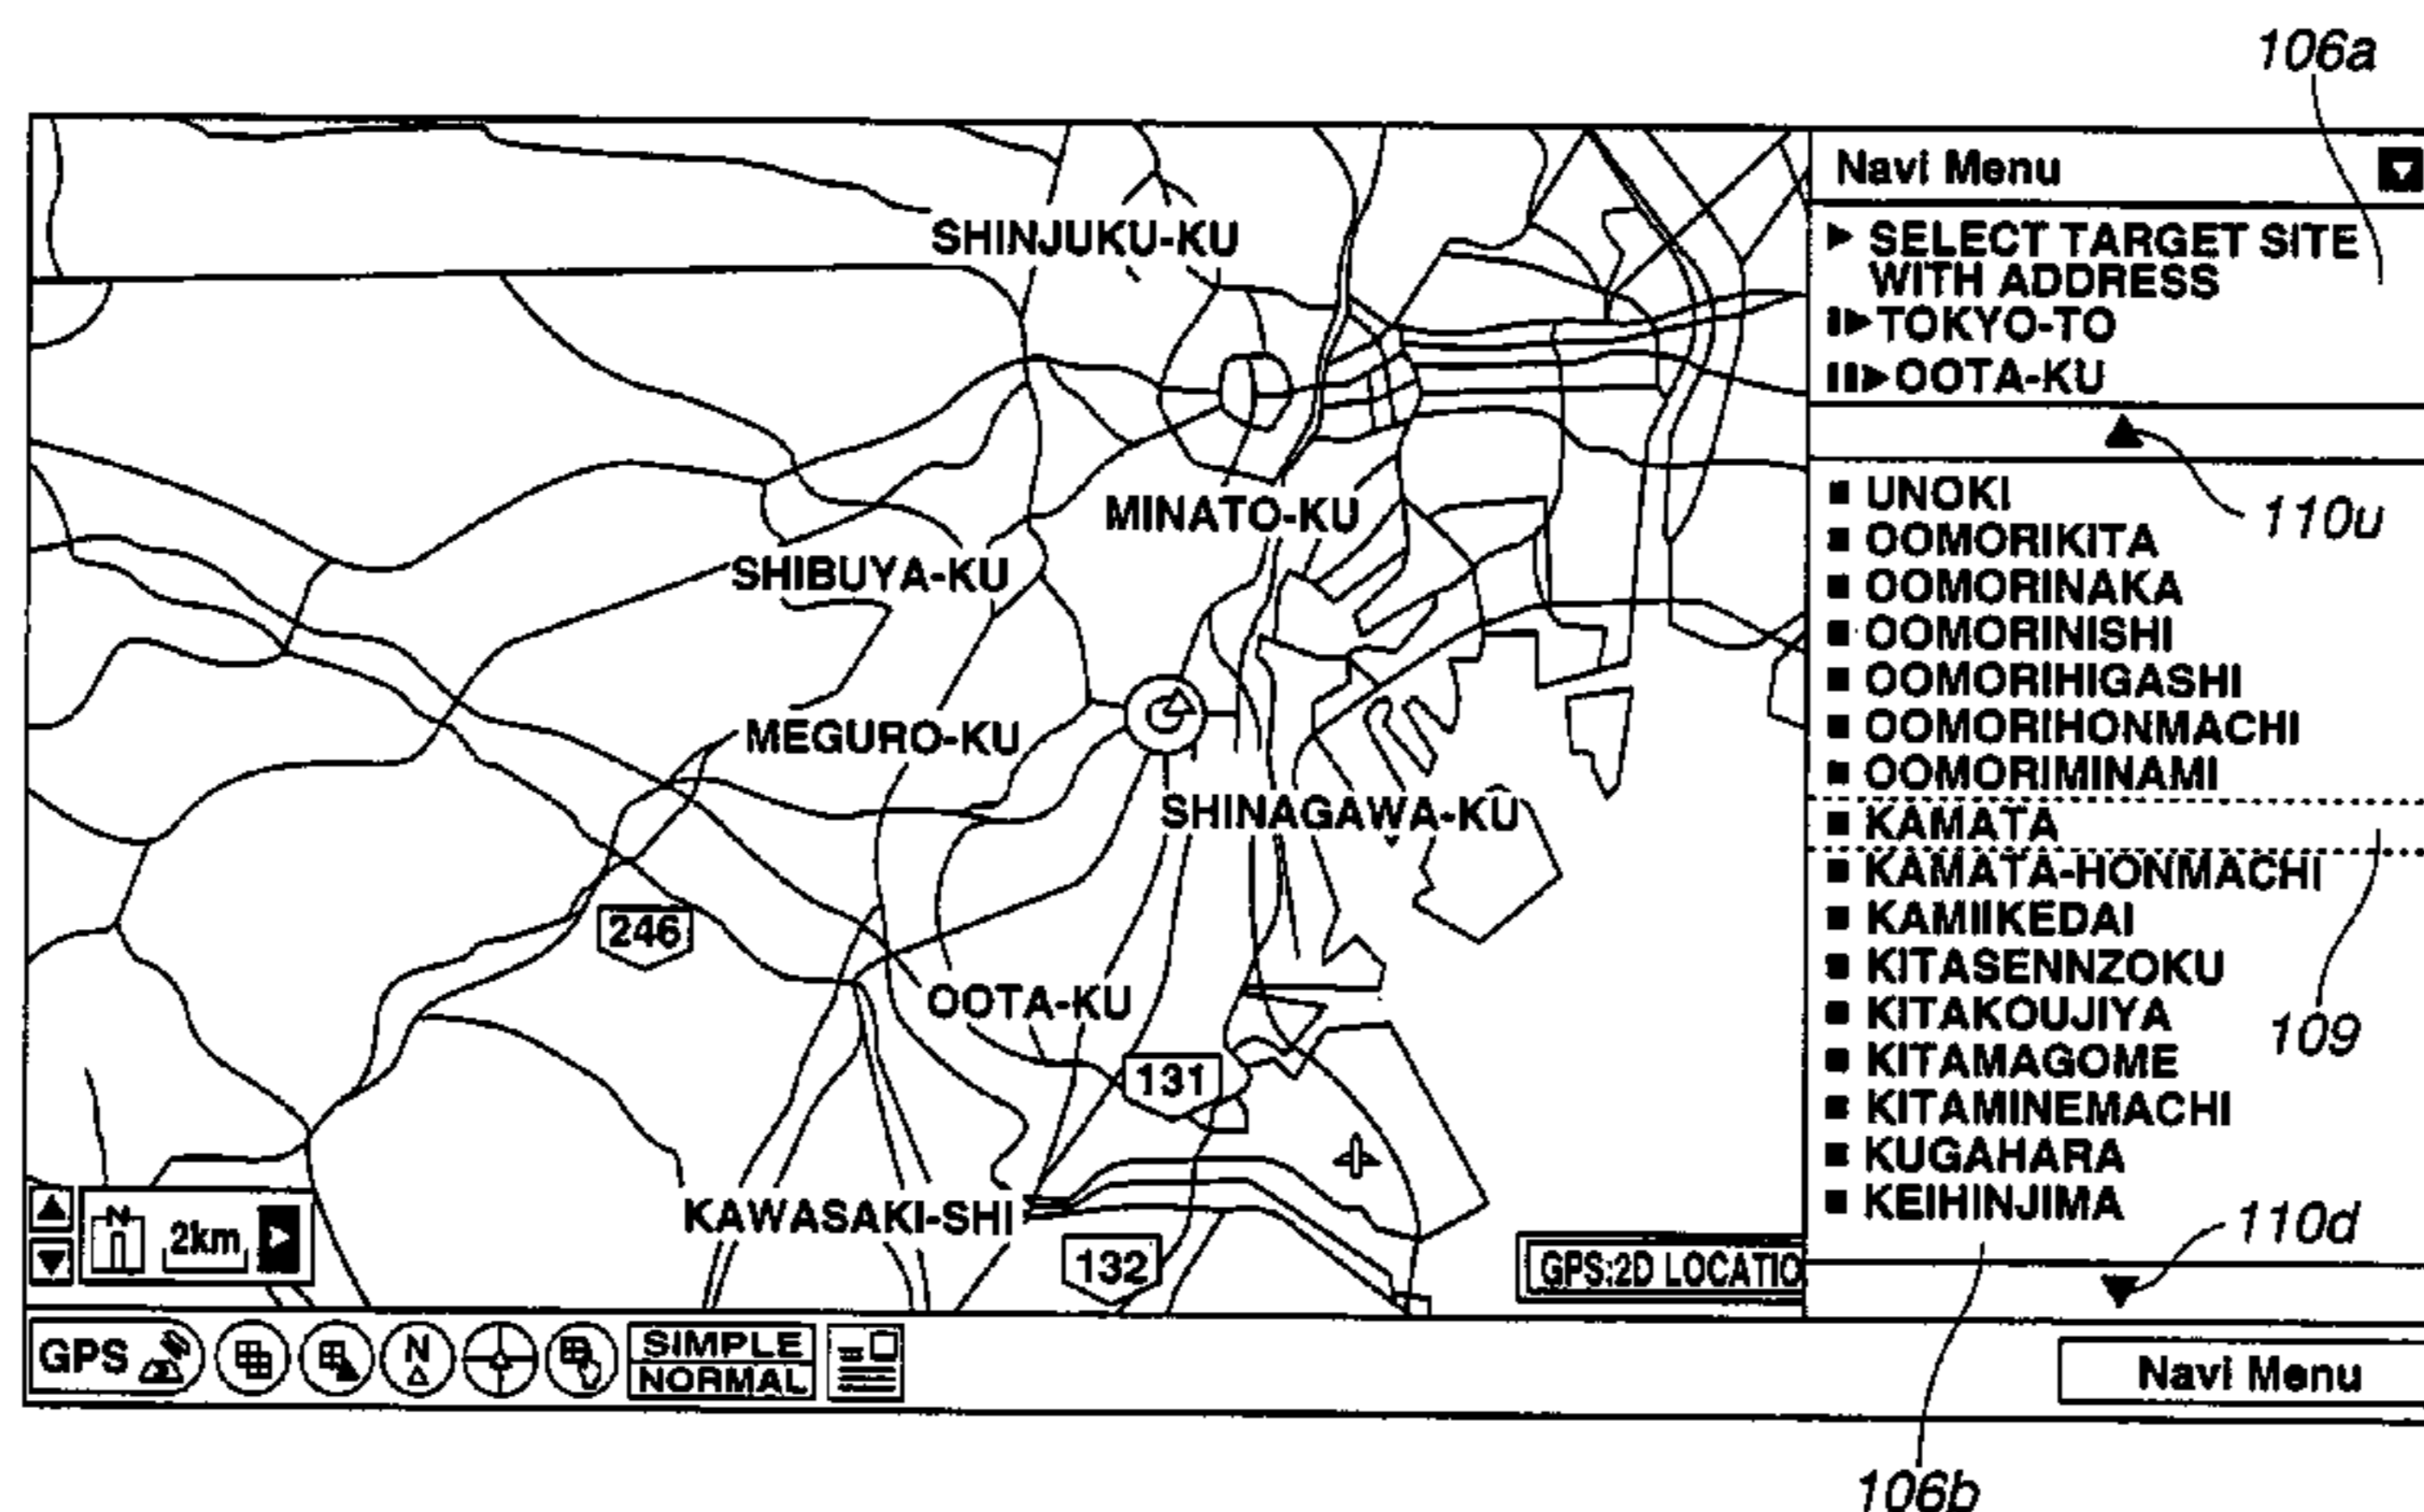 106a
Navi Menu
SELECT TARGET SITE
WITH ADDRESS
TOKYO-TO
OOTA-KU
110u
UNOKI
OOMORIKITA
OOMORINAKA
OOMORINISHI
OOMORIHIGASHI
OOMORIHONMACHI
OOMORIMINAMI
KAMATA
KAMATA-HONMACHI
KAMIIKEDAI
KITASENNZOKU
KITAKOUJIYA
KITAMAGOME
KITAMINEMACHI
KUGAHARA
KEIHINJIMA
109
110d
106b
SHINJUKU-KU
MINATO-KU
SHIBUYA-KU
MEGURO-KU
SHINAGAWA-KU
246
OOTA-KU
131
KAWASAKI-SHI
132
N
2km
GPS:2D LOCATIO
GPS
N
SIMPLE
NORMAL
Navi Menu